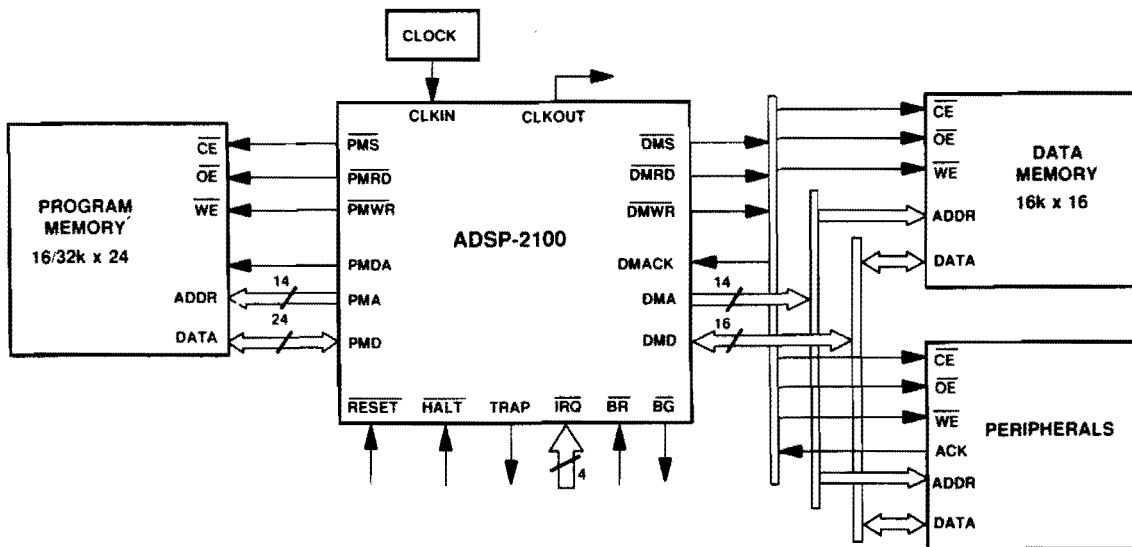 CLOCK
CLKIN
CLKOUT
CE
OE
WE
PROGRAM
MEMORY
16/32k x 24
ADDR
DATA
14
24
PMS
PMRD
PMWR
PMDA
PMA
PMD
ADSP-2100
DMS
DMRD
DMWR
DMACK
DMA
DMD
14
16
RESET
HALT
TRAP
IRQ
BR
BG
4
CE
OE
WE
ADDR
DATA
DATA
MEMORY
16k x 16
CE
OE
WE
ACK
ADDR
DATA
PERIPHERALS